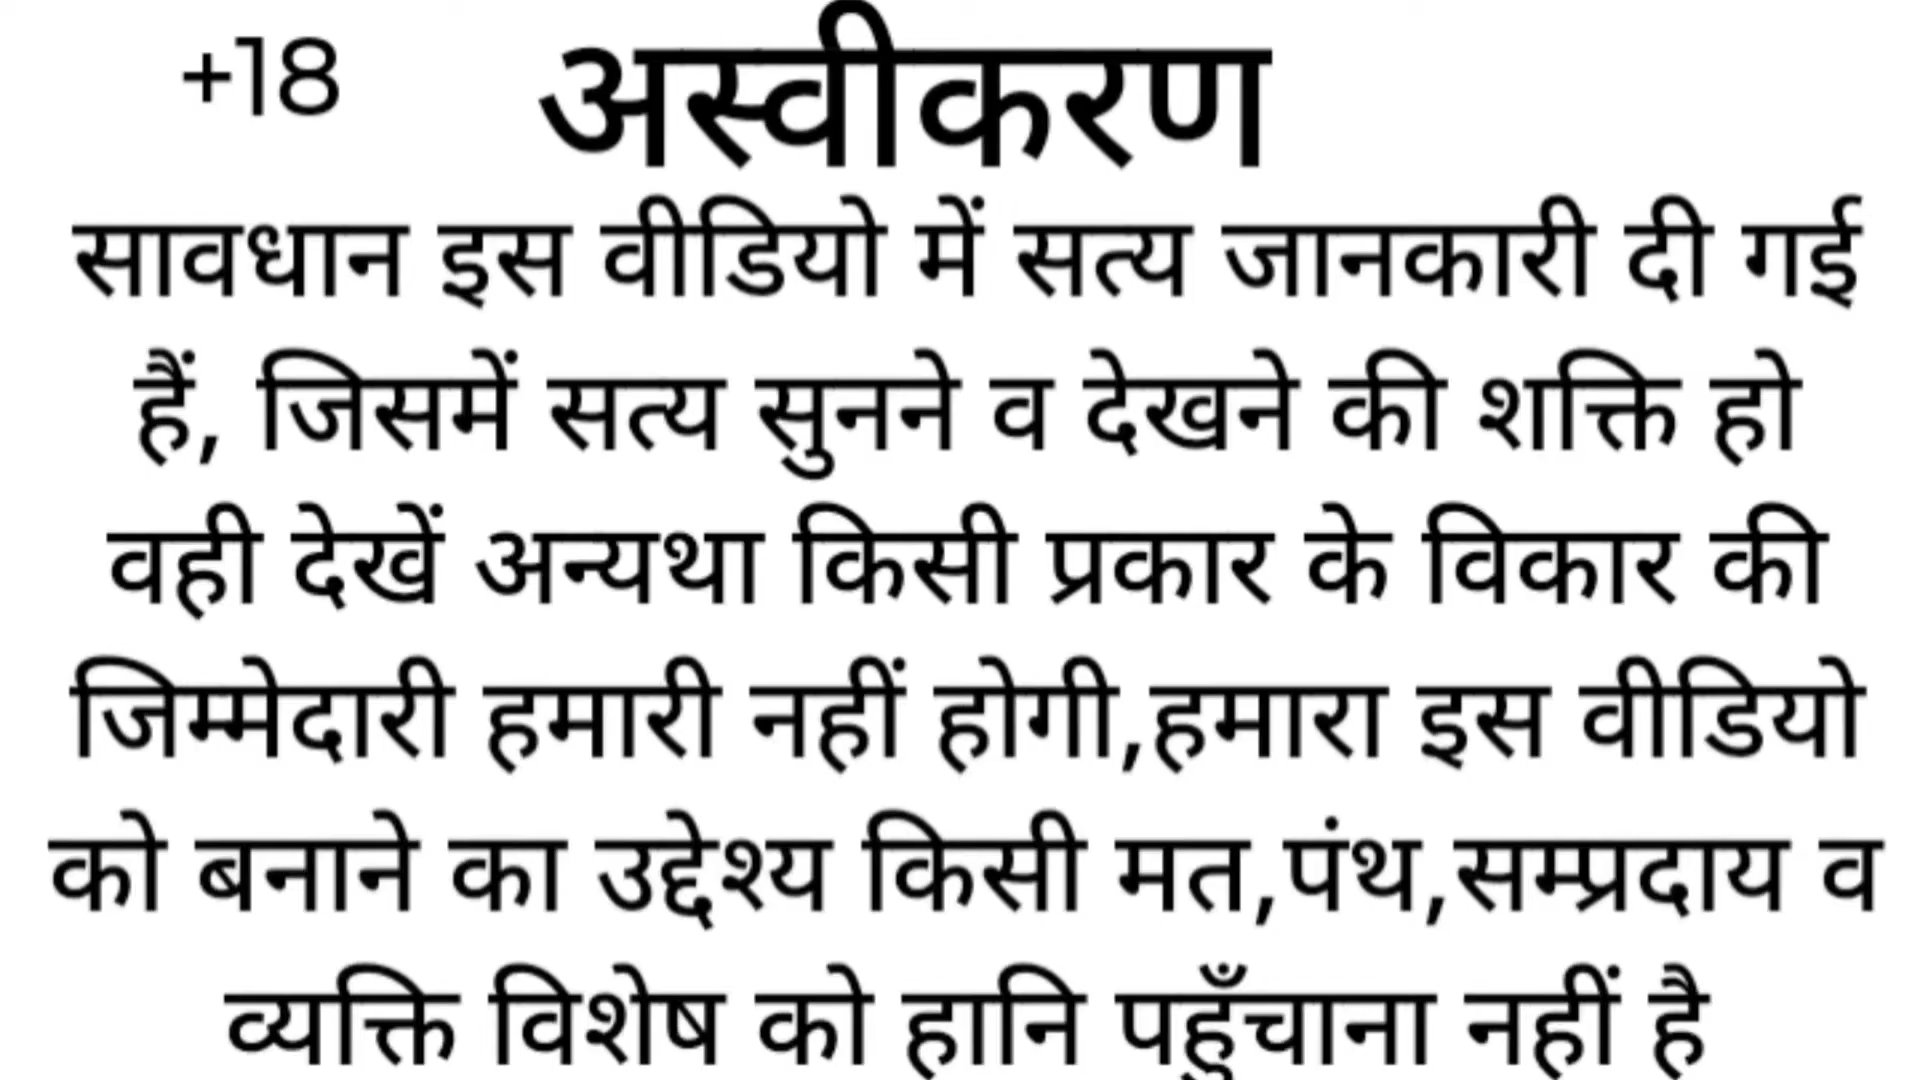 +18 अस्वीकरण
सावधान इस वीडियो में सत्य जानकारी दी गई
हैं, जिसमें सत्य सुनने व देखने की शक्ति हो
वही देखें अन्यथा किसी प्रकार के विकार की
जिम्मेदारी हमारी नहीं होगी,हमारा इस वीडियो
को बनाने का उद्देश्य किसी मत,पंथ,सम्प्रदाय व
व्यक्ति विशेष को हानि पहुँचाना नहीं है